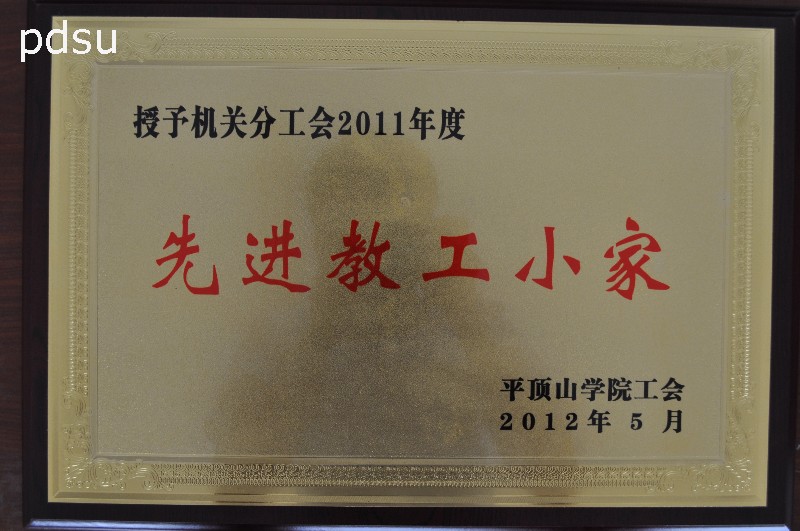 pdsu
授予机关分工会2011年度
先进教工小家
平顶山学院工会
2012年 5 月